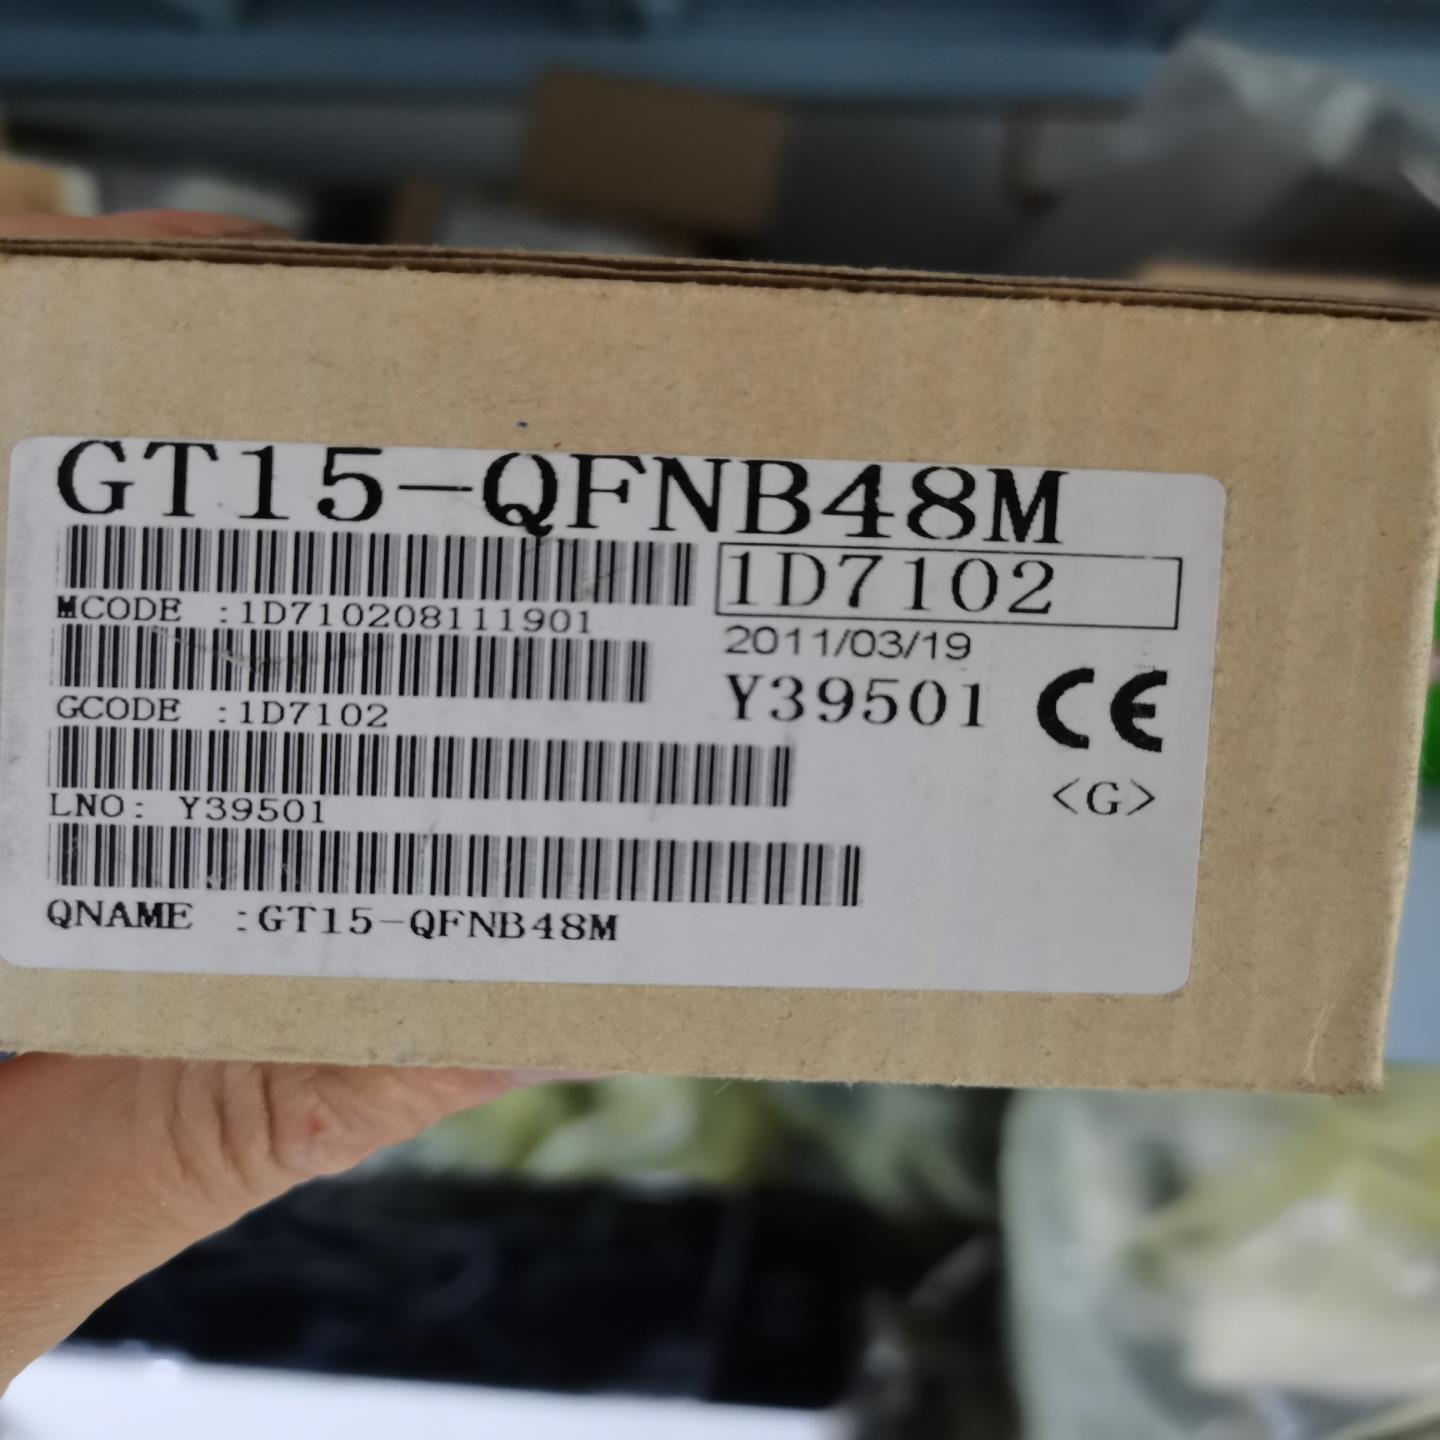 GT15-QFNB48M
1D7102
MCODE :1D710208111901
2011/03/19
Y39501
CE
GCODE :1D7102
<G>
LNO: Y39501
QNAME :GT15-QFNB48M